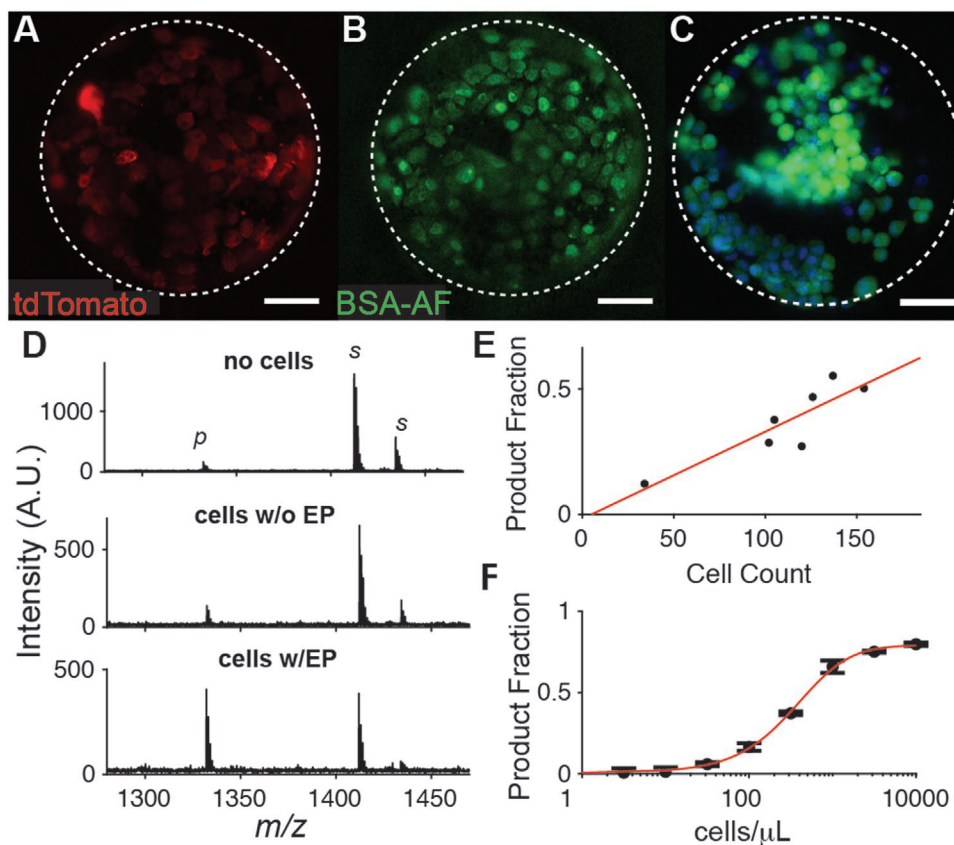 A
B
C
tdTomato
BSA-AF
D
no cells
s
s
p
1000
0
cells w/o EP
500
0
cells w/EP
500
0
Intensity (A.U.)
1280
1350
1400
1450
m/z
E
Product Fraction
0.5
0
0
50
100
150
Cell Count
F
Product Fraction
1
0.5
0
1
100
10000
cells/μL